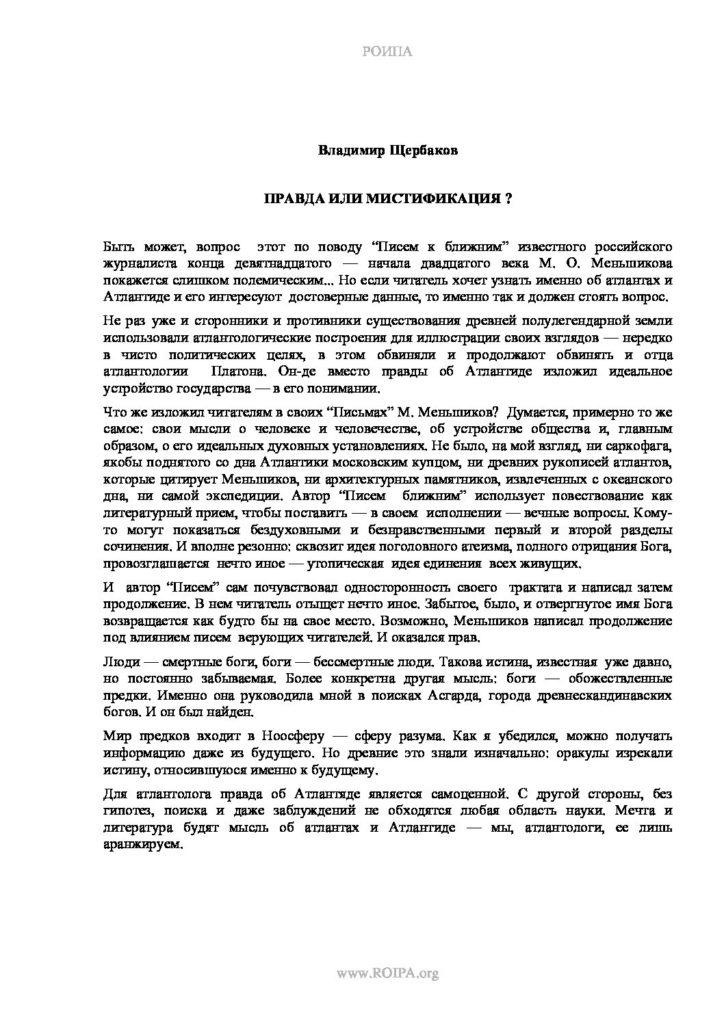 РОИПА
Владимир Щербаков
ПРАВДА ИЛИ МИСТИФИКАЦИЯ ?
Быть может, вопрос этот по поводу “Писем к ближним” известного российского
журналиста конца девятнадцатого — начала двадцатого века М. О. Меньшикова
покажется слишком полемическим... Но если читатель хочет узнать именно об атлантах и
Атлантиде и его интересуют достоверные данные, то именно так и должен стоять вопрос.
Не раз уже и сторонники и противники существования древней полулегендарной земли
использовали атлантологические построения для иллюстрации своих взглядов — нередко
в чисто политических целях, в этом обвиняли и продолжают обвинять и отца
атлантологии Платона. Он-де вместо правды об Атлантиде изложил идеальное
устройство государства — в его понимании.
Что же изложил читателям в своих “Письмах” М. Меньшиков? Думается, примерно то же
самое: свои мысли о человеке и человечестве, об устройстве общества и, главным
образом, о его идеальных духовных установлениях. Не было, на мой взгляд, ни саркофага,
якобы поднятого со дна Атлантики московским купцом, ни древних рукописей атлантов,
которые цитирует Меньшиков, ни архитектурных памятников, извлеченных с океанского
дна, ни самой экспедиции. Автор “Писем ближним” использует повествование как
литературный прием, чтобы поставить — в своем исполнении — вечные вопросы. Кому-
то могут показаться бездуховными и безнравственными первый и второй разделы
сочинения. И вполне резонно: сквозит идея поголовного атеизма, полного отрицания Бога,
провозглашается нечто иное — утопическая идея единения всех живущих.
И автор “Писем” сам почувствовал односторонность своего трактата и написал затем
продолжение. В нем читатель отыщет нечто иное. Забытое, было, и отвергнутое имя Бога
возвращается как будто бы на свое место. Возможно, Меньшиков написал продолжение
под влиянием писем верующих читателей. И оказался прав.
Люди — смертные боги, боги — бессмертные люди. Такова истина, известная уже давно,
но постоянно забываемая. Более конкретна другая мысль: боги — обожествленные
предки. Именно она руководила мной в поисках Асгарда, города древнескандинавских
богов. И он был найден.
Мир предков входит в Ноосферу — сферу разума. Как я убедился, можно получать
информацию даже из будущего. Но древние это знали изначально: оракулы изрекали
истину, относившуюся именно к будущему.
Для атлантолога правда об Атлантиде является самоценной. С другой стороны, без
гипотез, поиска и даже заблуждений не обходятся любая область науки. Мечта и
литература будят мысль об атлантах и Атлантиде — мы, атлантологи, ее лишь
аранжируем.
www.ROIPA.org